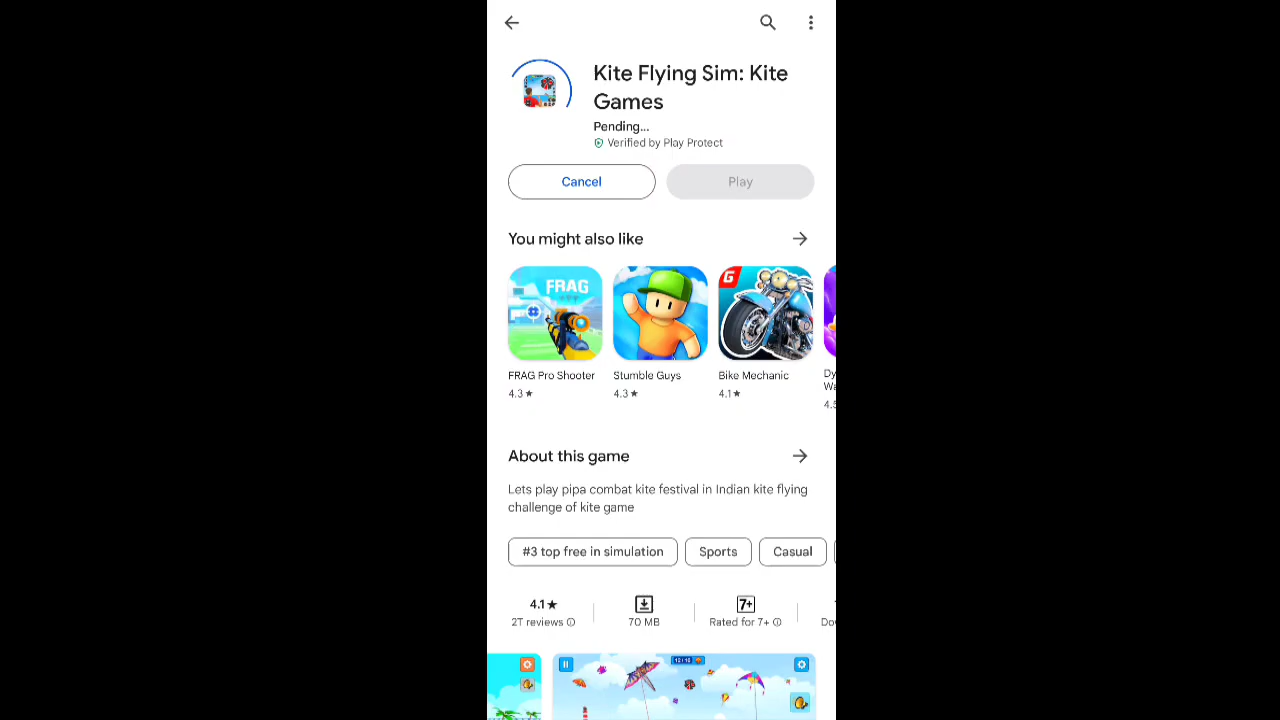 Kite Flying Sim: Kite
Games
Pending...
Verified by Play Protect
Cancel
Play
You might also like
FRAG
G
FRAG Pro Shooter
Stumble Guys
Bike Mechanic
4.3★
4.3★
4.1★
About this game
Lets play pipa combat kite festival in Indian kite flying
challenge of kite game
#3 top free in simulation
Sports
Casual
4.1★
7+
2T reviews
70 MB
Rated for 7+